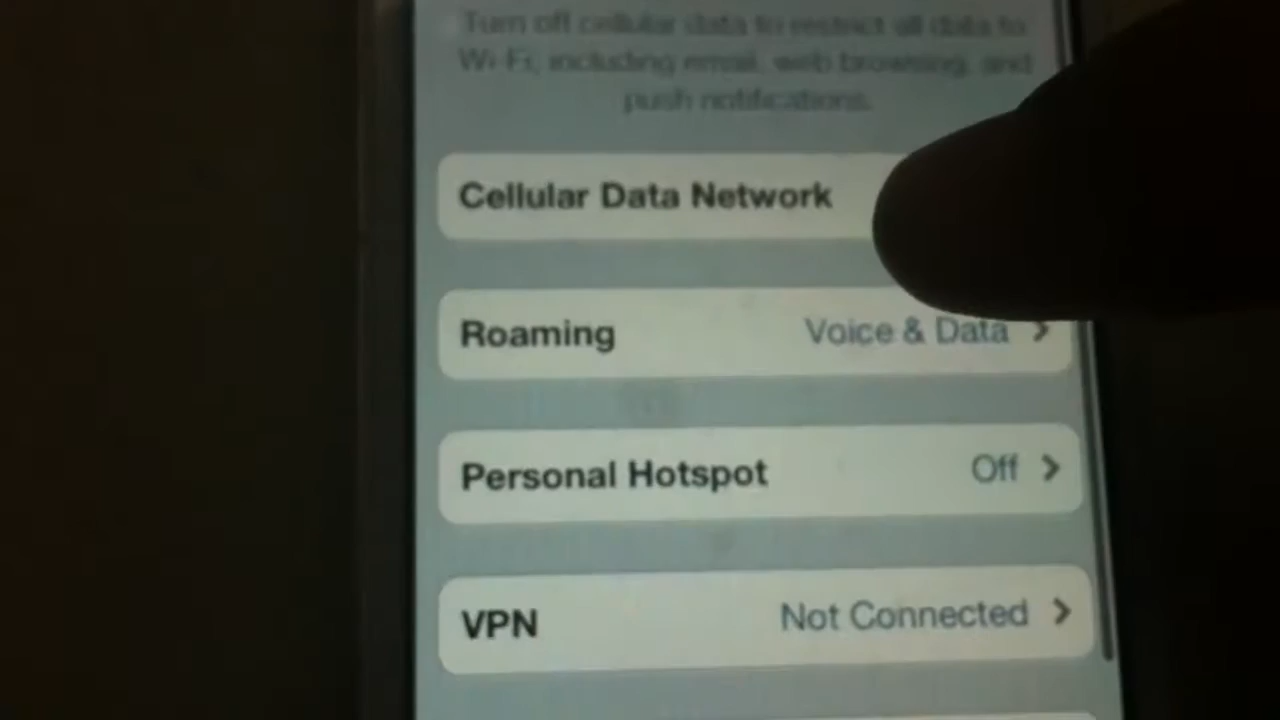 Turn off cellular data to restrict all data to
Wi-Fi, including email, web browsing, and
push notifications.
Cellular Data Network
Roaming Voice & Data
Personal Hotspot Off
VPN Not Connected